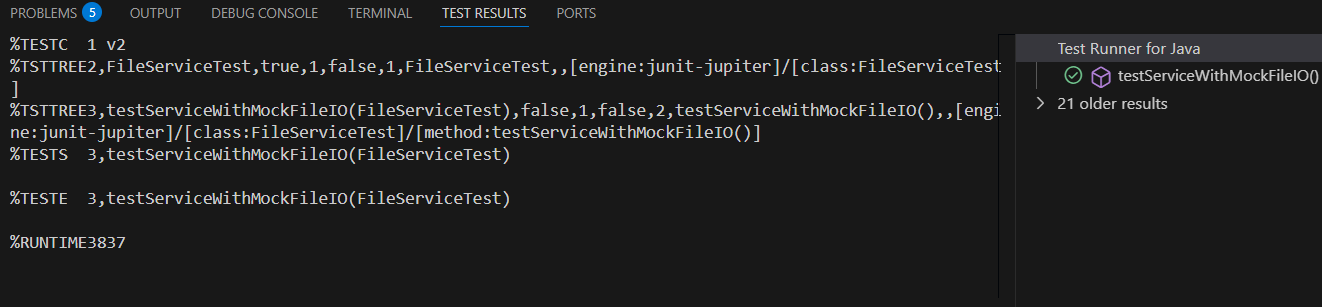 PROBLEMS 5 OUTPUT DEBUG CONSOLE TERMINAL TEST RESULTS PORTS
%TESTC  1 v2
%TSTTREE2,FileServiceTest,true,1,false,1,FileServiceTest,,[engine:junit-jupiter]/[class:FileServiceTest
]
%TSTTREE3,testServiceWithMockFileIO(FileServiceTest),false,1,false,2,testServiceWithMockFileIO(),,[engi
ne:junit-jupiter]/[class:FileServiceTest]/[method:testServiceWithMockFileIO()]
%TESTS  3,testServiceWithMockFileIO(FileServiceTest)
%TESTE  3,testServiceWithMockFileIO(FileServiceTest)
%RUNTIME3837
Test Runner for Java
testServiceWithMockFileIO()
21 older results